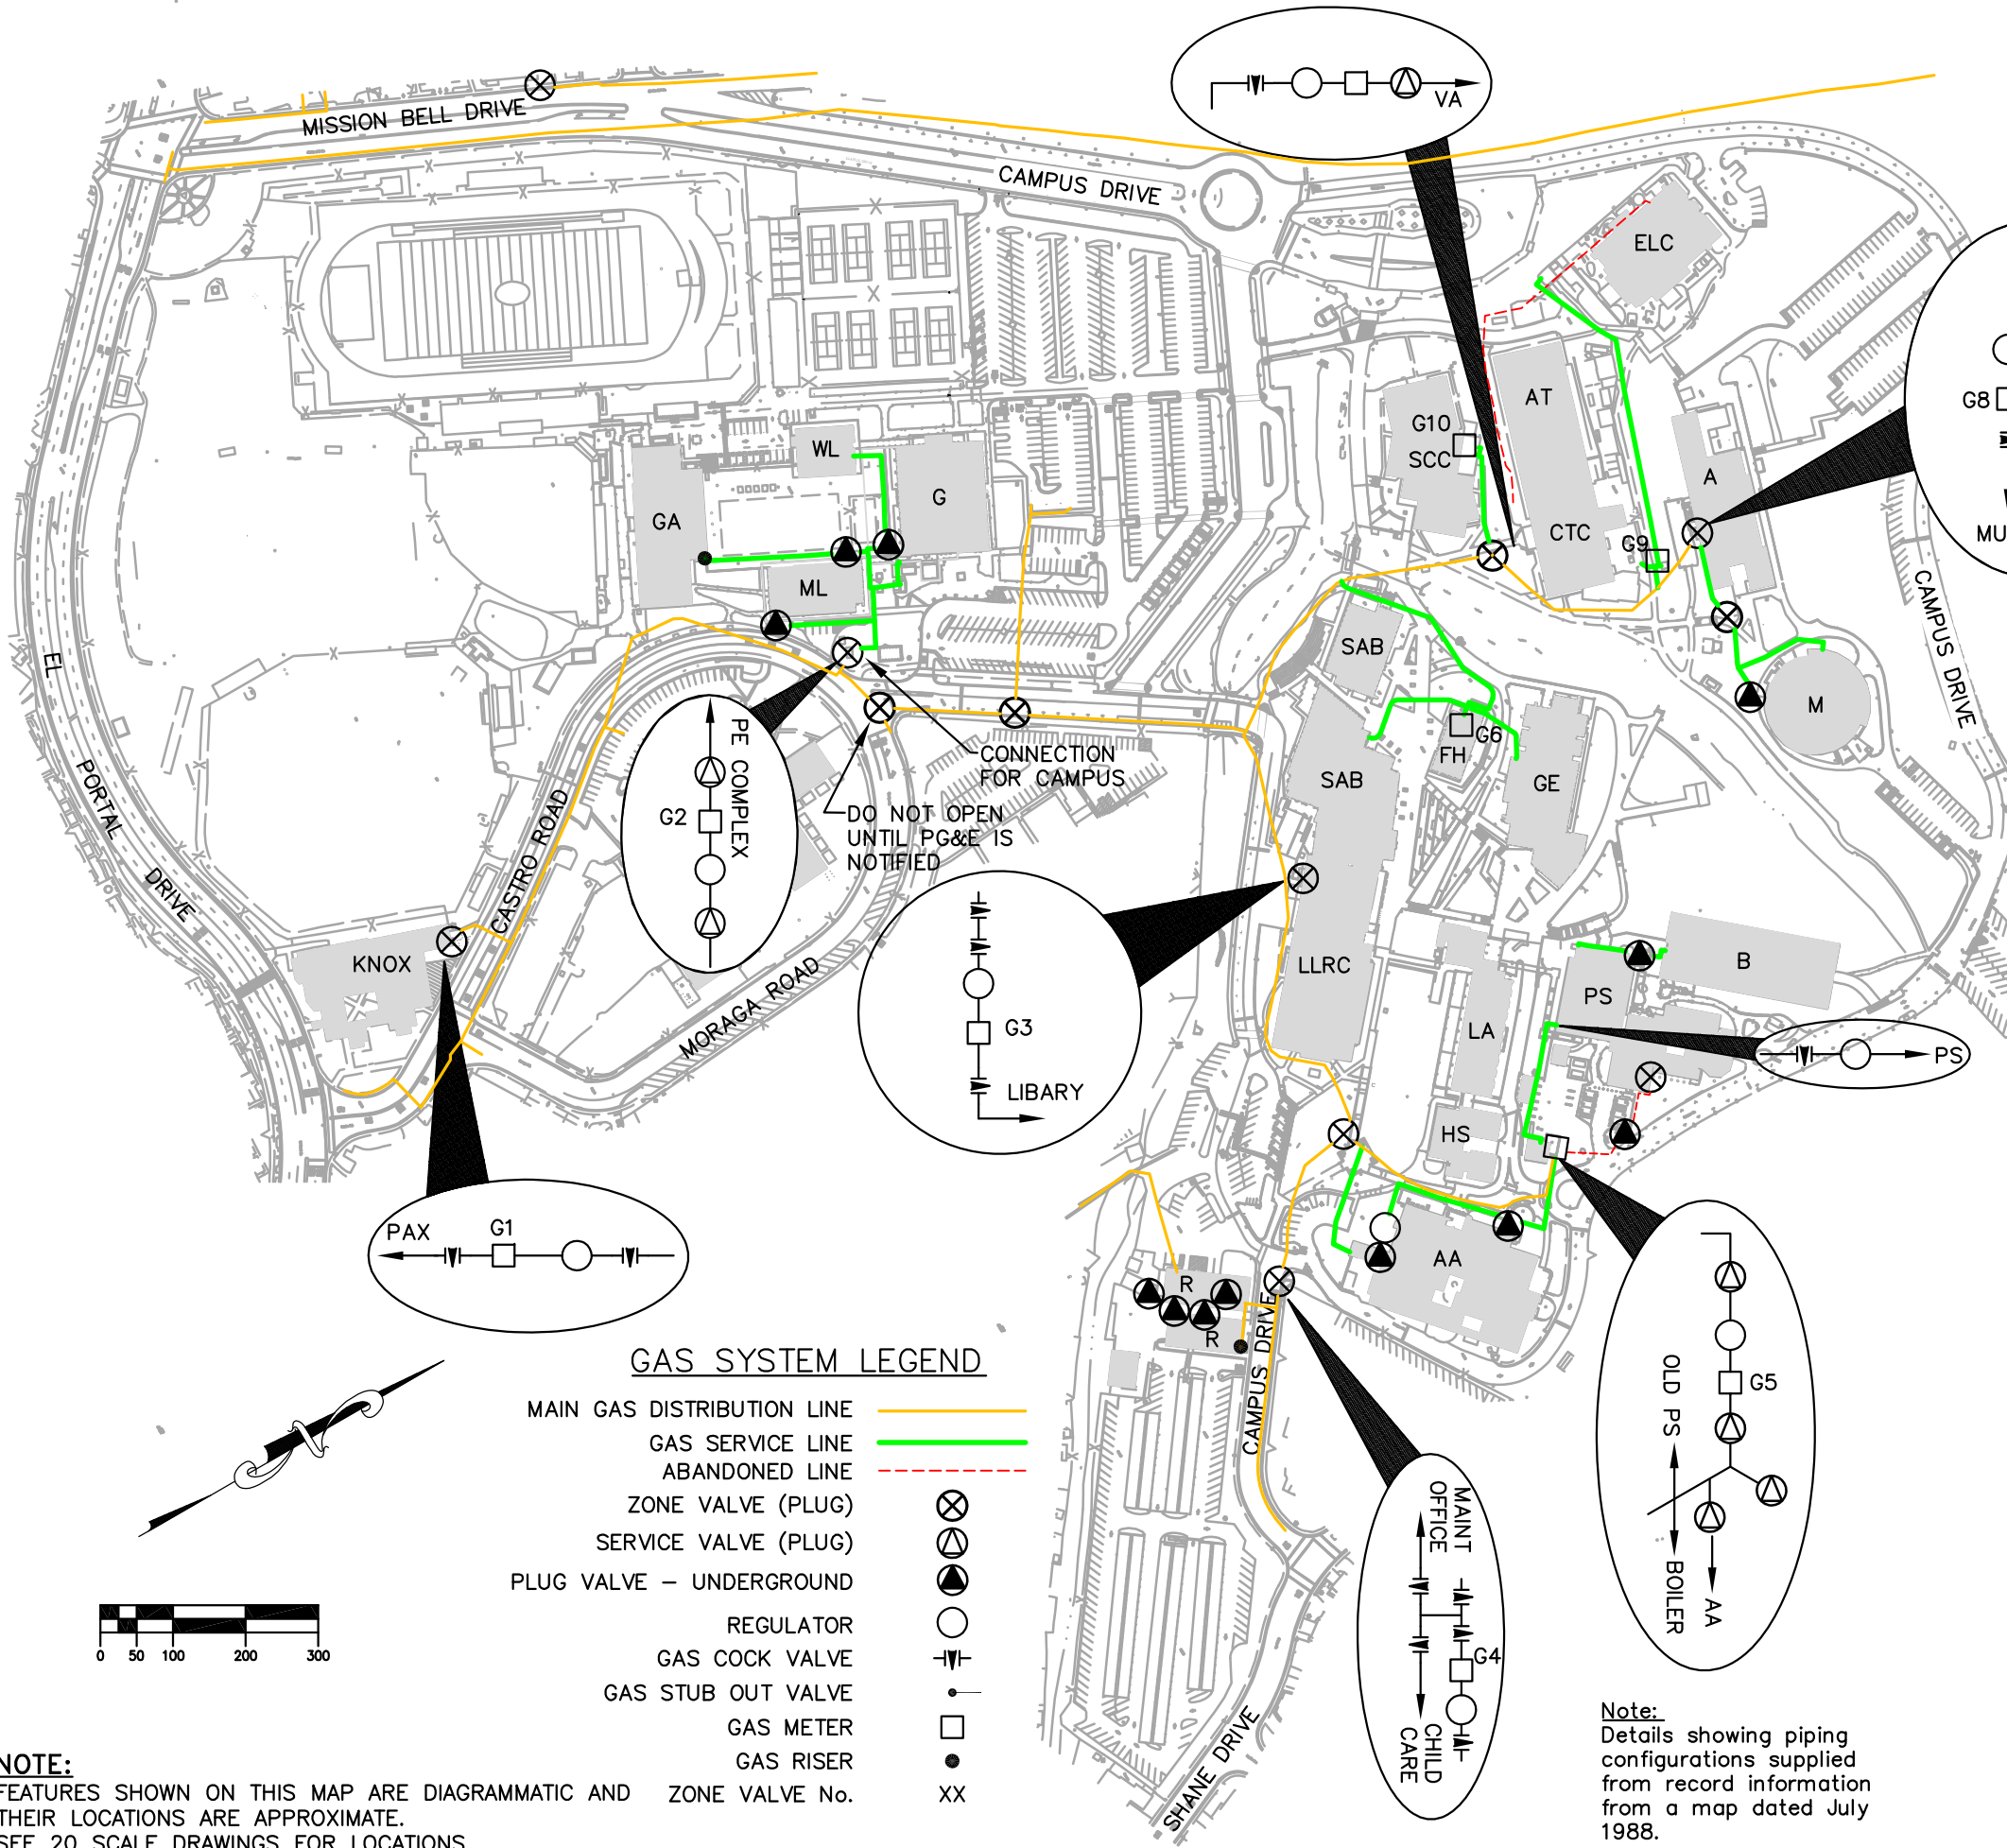 MISSION BELL DRIVE
VA
CAMPUS DRIVE
ELC
G8
AT
G10
SCC
WL
G
GA
A
CTC
G9
MU
ML
CAMPUS DRIVE
EL
PORTAL
DRIVE
SAB
M
PE COMPLEX
G2
G6
FH
CONNECTION
FOR CAMPUS
SAB
GE
CASTRO ROAD
DO NOT OPEN
UNTIL PG&E IS
NOTIFIED
KNOX
LLRC
B
PS
MORAGA ROAD
G3
LA
PS
LIBARY
HS
PAX
G1
AA
R
R
CAMPUS DRIVE
GAS SYSTEM LEGEND
MAIN GAS DISTRIBUTION LINE
GAS SERVICE LINE
ABANDONED LINE
ZONE VALVE (PLUG)
SERVICE VALVE (PLUG)
PLUG VALVE – UNDERGROUND
REGULATOR
GAS COCK VALVE
GAS STUB OUT VALVE
GAS METER
GAS RISER
ZONE VALVE No. XX
N
0 50 100 200 300
OLD PS
G5
BOILER
AA
MAINT
OFFICE
G4
CHILD
CARE
SHANE DRIVE
NOTE:
FEATURES SHOWN ON THIS MAP ARE DIAGRAMMATIC AND
THEIR LOCATIONS ARE APPROXIMATE.
SEE 20 SCALE DRAWINGS FOR LOCATIONS
Note:
Details showing piping
configurations supplied
from record information
from a map dated July
1988.